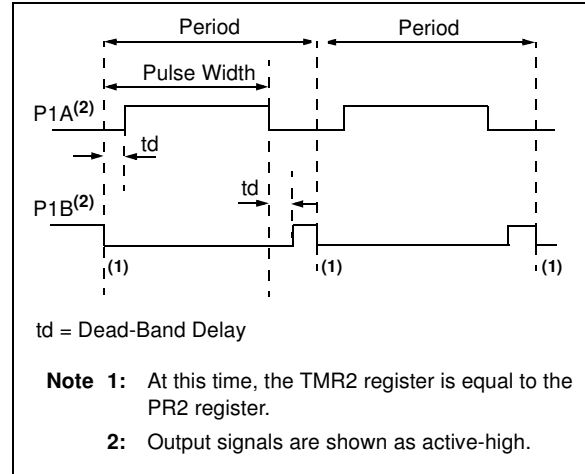 Period Period
Pulse Width
P1A(2)
td
td
P1B(2)
(1) (1) (1)
td = Dead-Band Delay
Note 1: At this time, the TMR2 register is equal to the
PR2 register.
2: Output signals are shown as active-high.